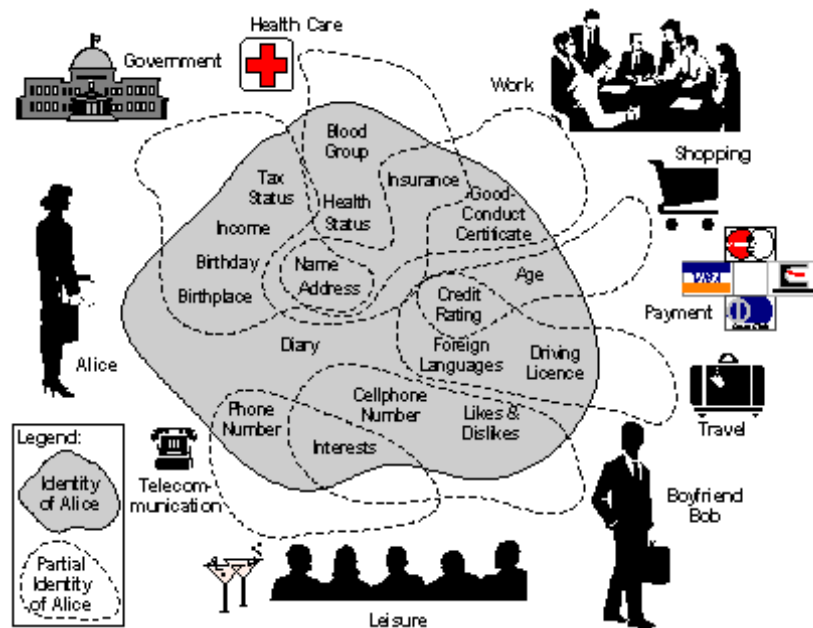 Health Care
Government
Work
Shopping
Blood
Group
Tax
Status
Insurance
Health
Status
Good-
Conduct
Certificate
Income
Birthday
Name
Address
Age
Birthplace
Credit
Rating
Payment
Diary
Foreign
Languages
Driving
Licence
Alice
Cellphone
Number
Phone
Number
Likes &
Dislikes
Travel
Interests
Legend:
Identity
of Alice
Telecom-
munication
Boyfriend
Bob
Partial
Identity
of Alice
Leisure